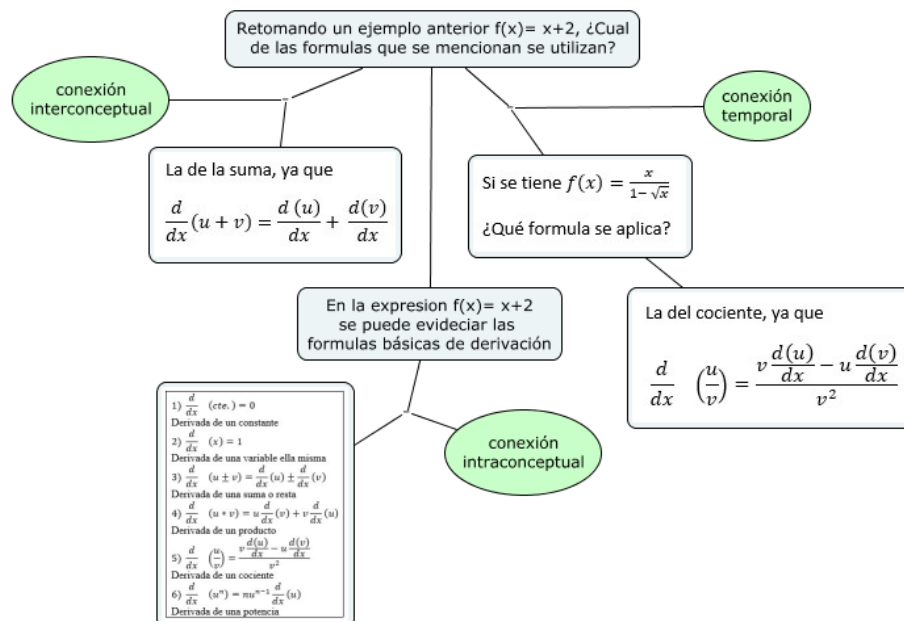 Retomando un ejemplo anterior f(x)= x+2, ¿Cual
de las formulas que se mencionan se utilizan?
conexión
interconceptual
conexión
temporal
La de la suma, ya que
d/dx (u + v) = d (u)/dx + d(v)/dx
Si se tiene f(x) = x/(1− √x)
¿Qué formula se aplica?
En la expresion f(x)= x+2
se puede evideciar las
formulas básicas de derivación
La del cociente, ya que
d/dx (u/v) = (v d(u)/dx − u d(v)/dx)/v²
1) d/dx (cte.) = 0
Derivada de un constante
2) d/dx (x) = 1
Derivada de una variable ella misma
3) d/dx (u ± v) = d/dx (u) ± d/dx (v)
Derivada de una suma o resta
4) d/dx (u * v) = u d/dx (v) + v d/dx (u)
Derivada de un producto
5) d/dx (u/v) = (v d(u)/dx − u d(v)/dx)/v²
Derivada de un cociente
6) d/dx (uⁿ) = nuⁿ⁻¹ d/dx (u)
Derivada de una potencia
conexión
intraconceptual